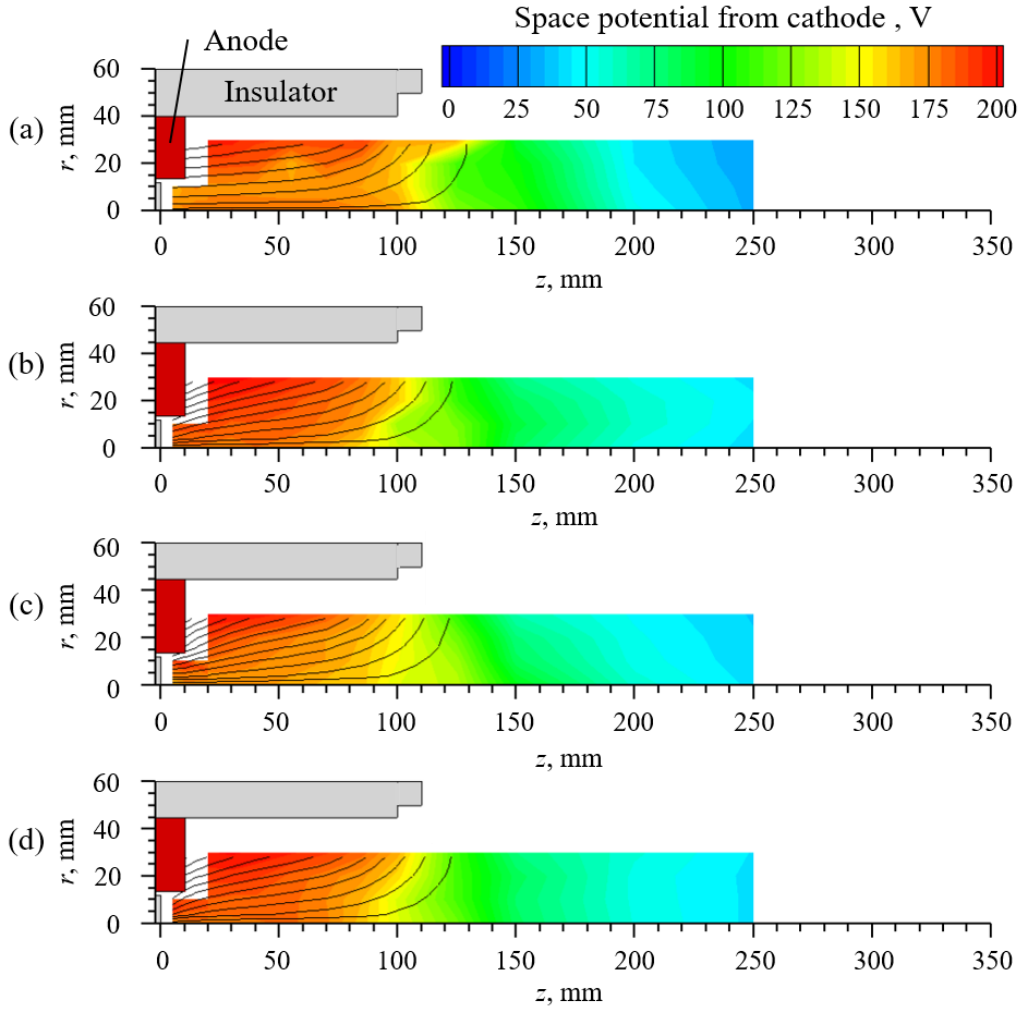 Space potential from cathode , V
Anode
0 25 50 75 100 125 150 175 200
60
Insulator
40
(a)
r, mm
20
0
0 50 100 150 200 250 300 350
z, mm
60
40
(b)
r, mm
20
0
0 50 100 150 200 250 300 350
z, mm
60
40
(c)
r, mm
20
0
0 50 100 150 200 250 300 350
z, mm
60
40
(d)
r, mm
20
0
0 50 100 150 200 250 300 350
z, mm